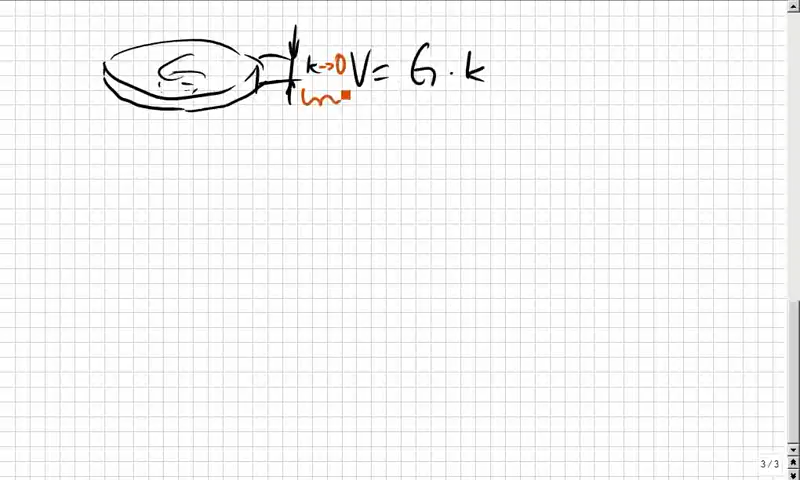 G
k→0 V = G · k
3 / 3